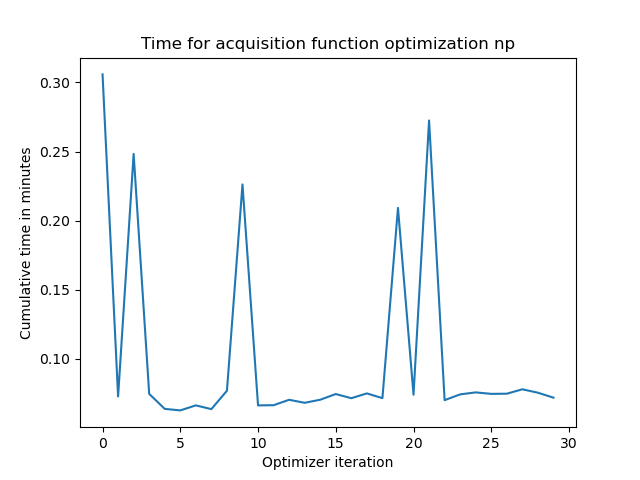 Time for acquisition function optimization np
Cumulative time in minutes
0.30
0.25
0.20
0.15
0.10
0 5 10 15 20 25 30
Optimizer iteration